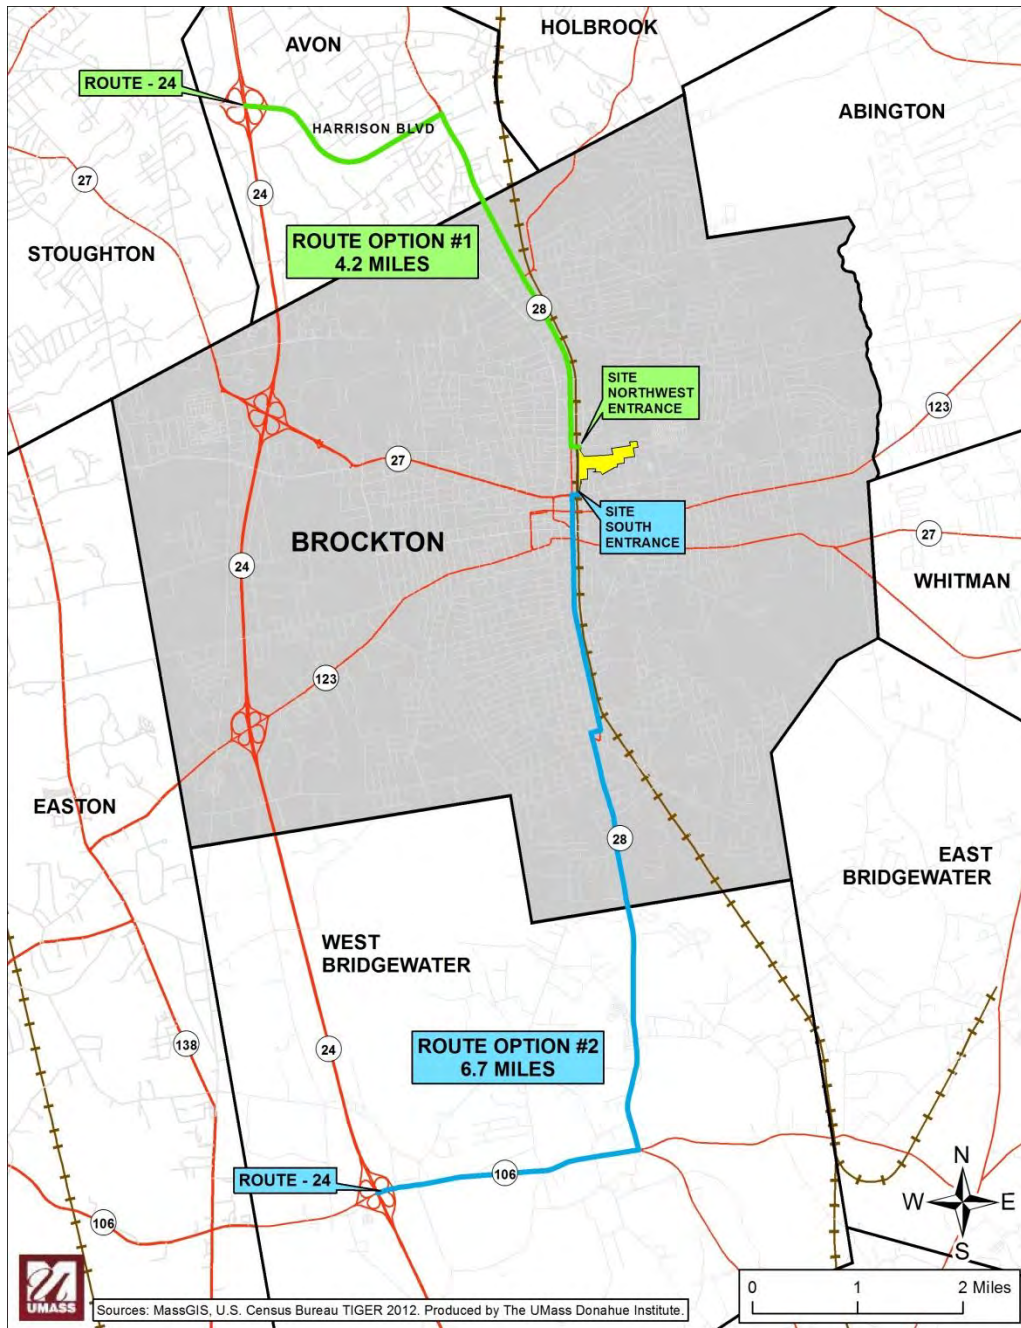 HOLBROOK
AVON
ROUTE - 24
ABINGTON
HARRISON BLVD
27
24
STOUGHTON
ROUTE OPTION #1
4.2 MILES
28
SITE
NORTHWEST
ENTRANCE
123
27
SITE
SOUTH
ENTRANCE
BROCKTON
27
24
WHITMAN
123
EASTON
28
EAST
BRIDGEWATER
WEST
BRIDGEWATER
138
24
ROUTE OPTION #2
6.7 MILES
106
ROUTE - 24
106
N
W
E
S
UMASS
Sources: MassGIS, U.S. Census Bureau TIGER 2012. Produced by The UMass Donahue Institute.
0 1 2 Miles